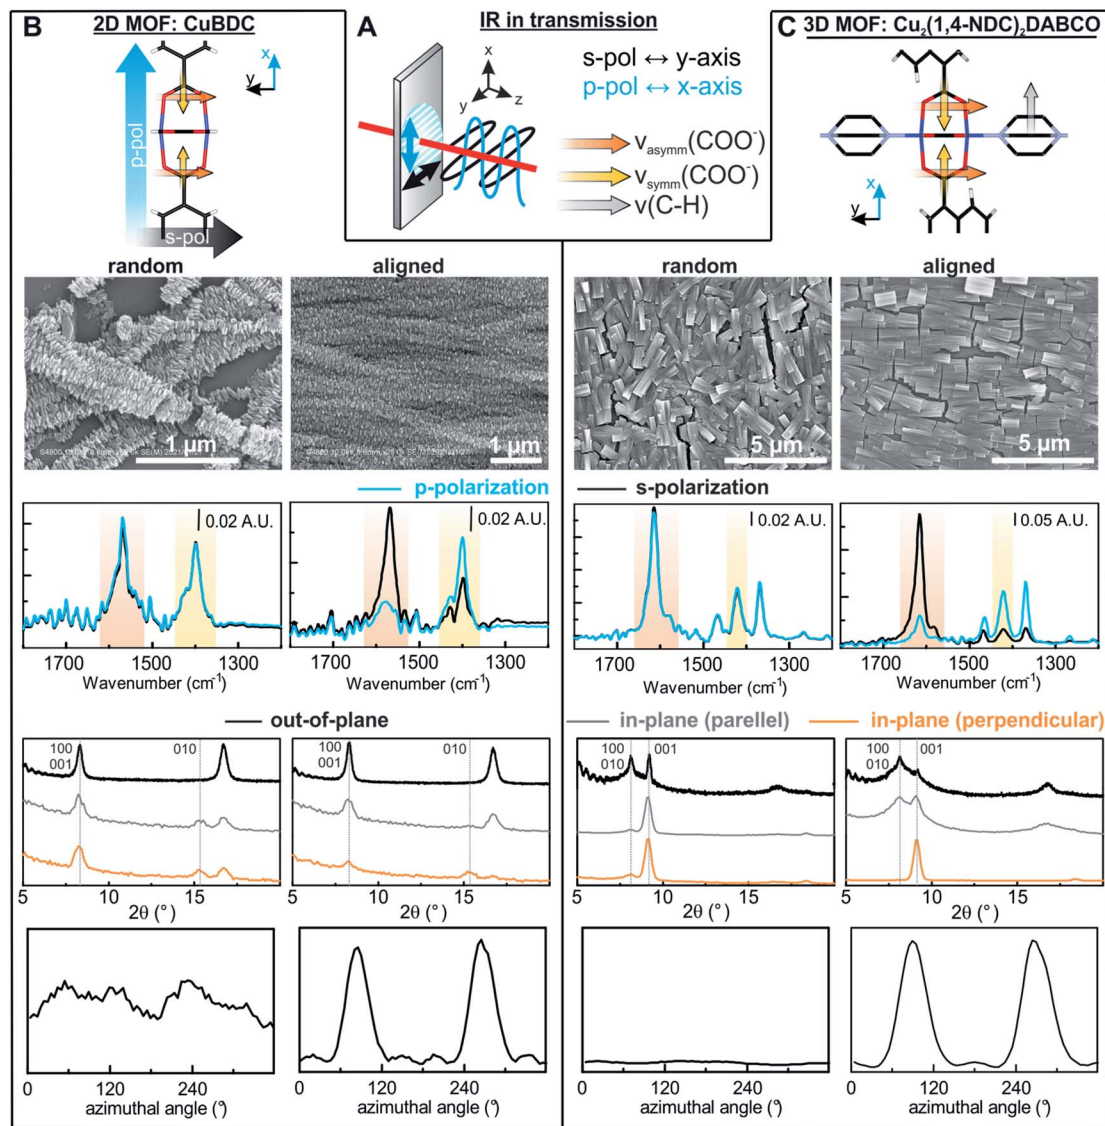 B
2D MOF: CuBDC
p-pol
s-pol
x
y
A
IR in transmission
x
y
z
s-pol ↔ y-axis
p-pol ↔ x-axis
ν_asymm(COO⁻)
ν_symm(COO⁻)
ν(C-H)
C
3D MOF: Cu₂(1,4-NDC)₂DABCO
x
y
random
aligned
random
aligned
1 µm
1 µm
5 µm
5 µm
p-polarization
s-polarization
0.02 A.U.
0.02 A.U.
0.02 A.U.
0.05 A.U.
1700 1500 1300
1700 1500 1300
1700 1500 1300
1700 1500 1300
Wavenumber (cm⁻¹)
Wavenumber (cm⁻¹)
Wavenumber (cm⁻¹)
Wavenumber (cm⁻¹)
out-of-plane
in-plane (parellel)
in-plane (perpendicular)
100
001
010
100
001
010
100
010
001
100
010
001
5 10 15
5 10 15
5 10 15
5 10 15
2θ (°)
2θ (°)
2θ (°)
2θ (°)
0 120 240
0 120 240
0 120 240
0 120 240
azimuthal angle (°)
azimuthal angle (°)
azimuthal angle (°)
azimuthal angle (°)